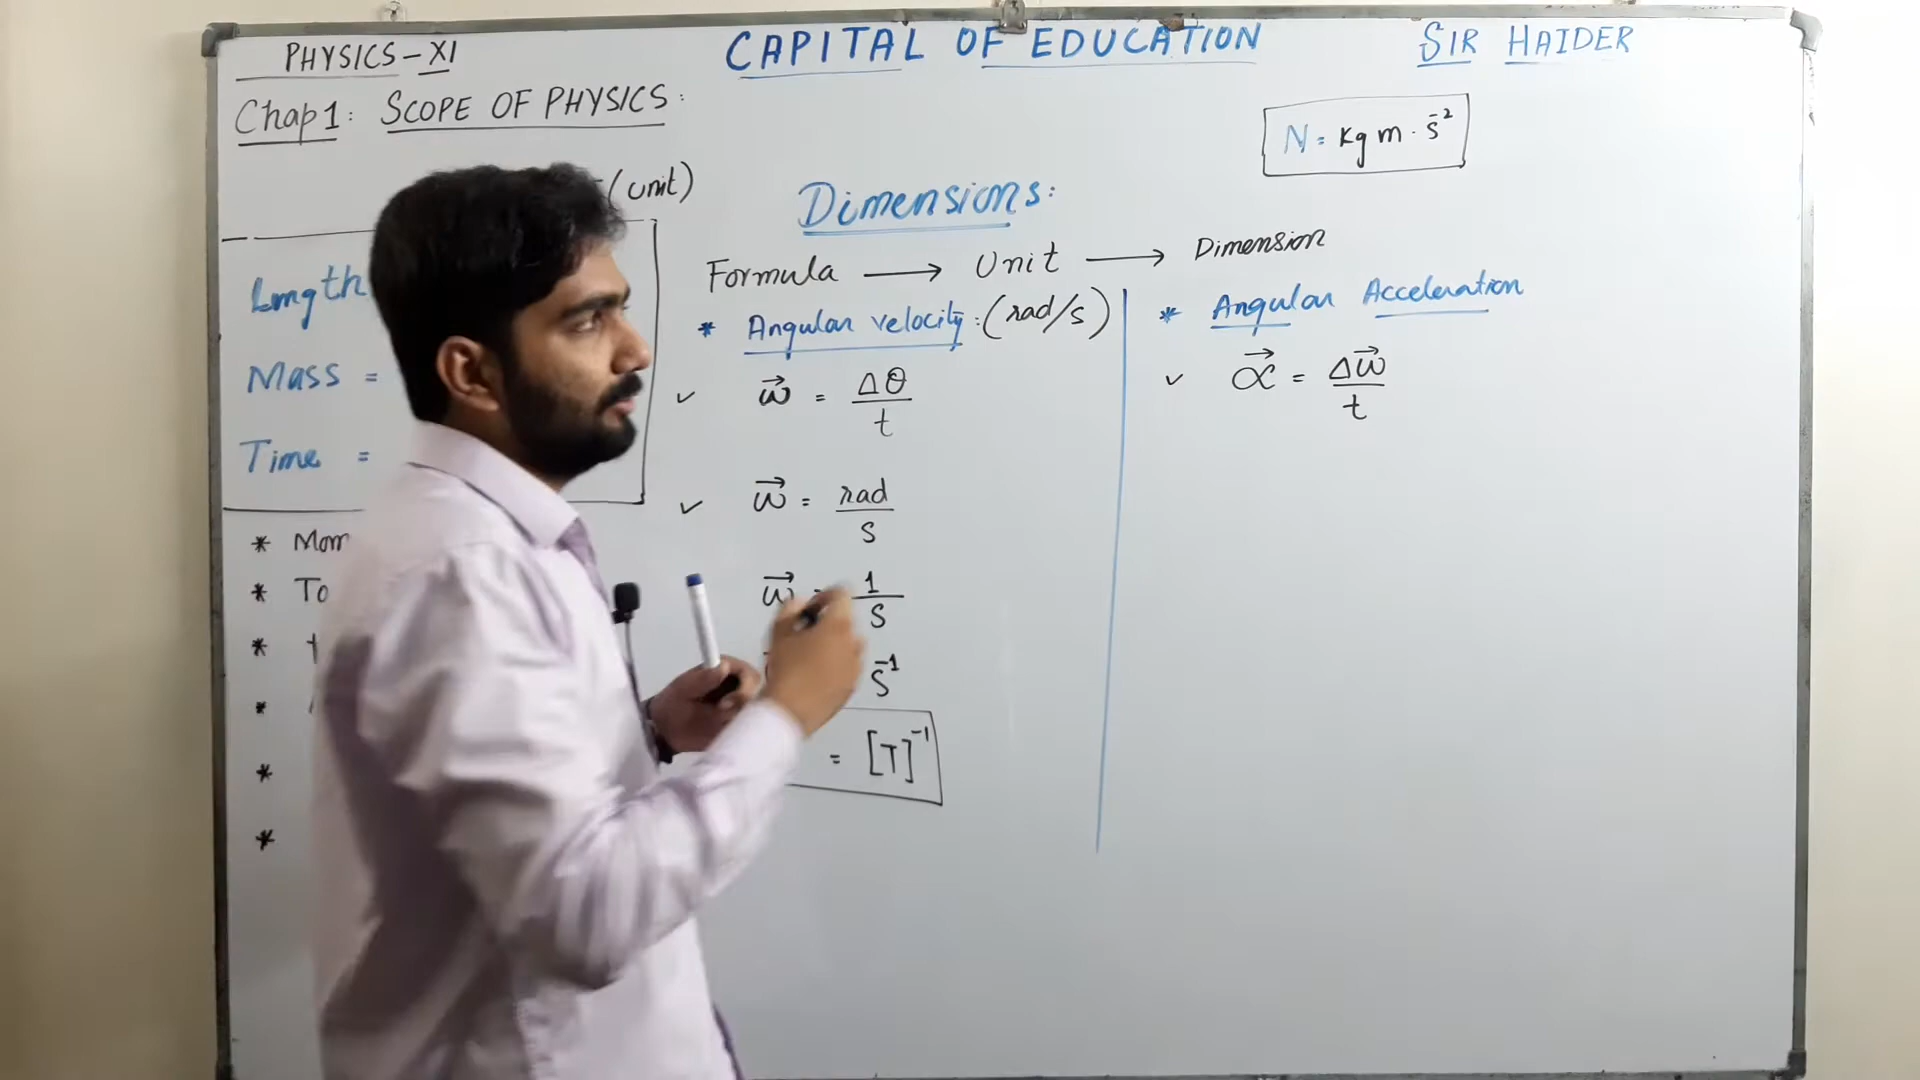 PHYSICS-XI
CAPITAL OF EDUCATION
SIR HAIDER
Chap 1: SCOPE OF PHYSICS:
N = kg m · s⁻²
(unit)
Length
Mass =
Time =
* Mom
* To
*
*
*
*
Dimensions:
Formula → Unit → Dimension
* Angular velocity: (rad/s)
✓ ω⃗ = Δθ/t
✓ ω⃗ = rad/s
ω⃗ = 1/s
s⁻¹
= [T]⁻¹
* Angular Acceleration
✓ α⃗ = Δω⃗/t